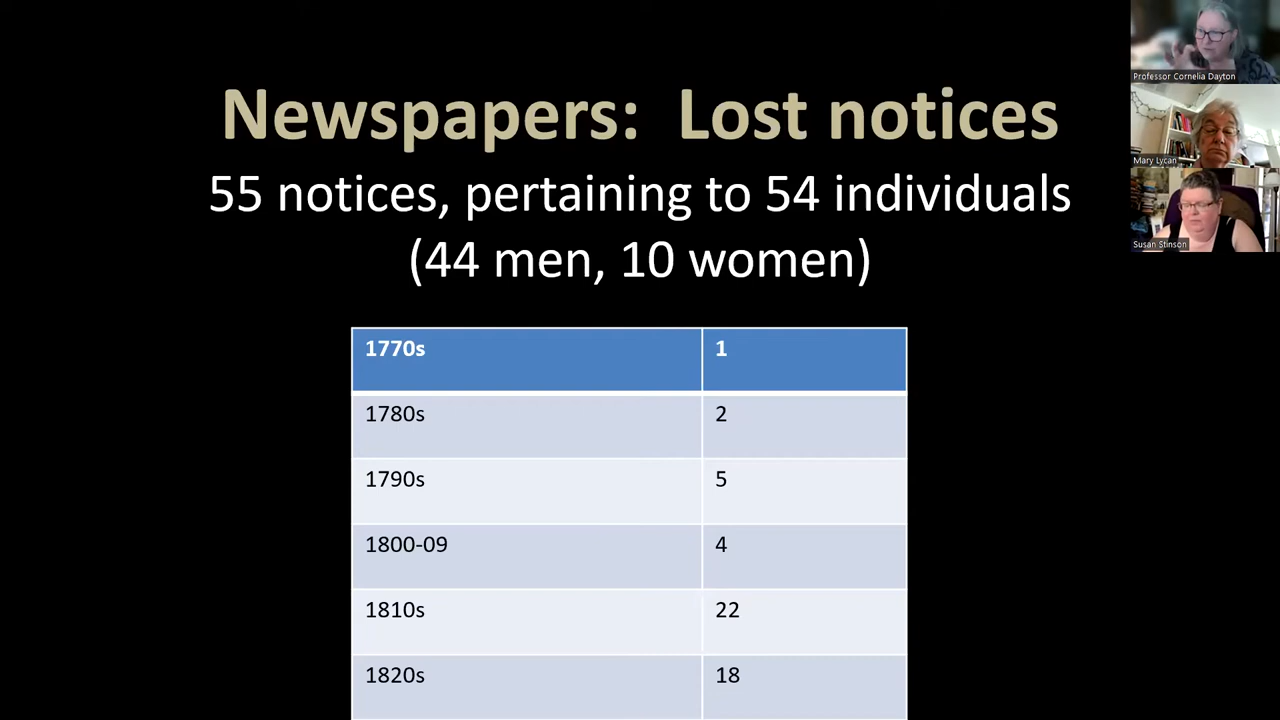 Newspapers: Lost notices
55 notices, pertaining to 54 individuals
(44 men, 10 women)
1770s 1
1780s 2
1790s 5
1800-09 4
1810s 22
1820s 18
Professor Cornelia Dayton
Mary Lycan
Susan Stinson